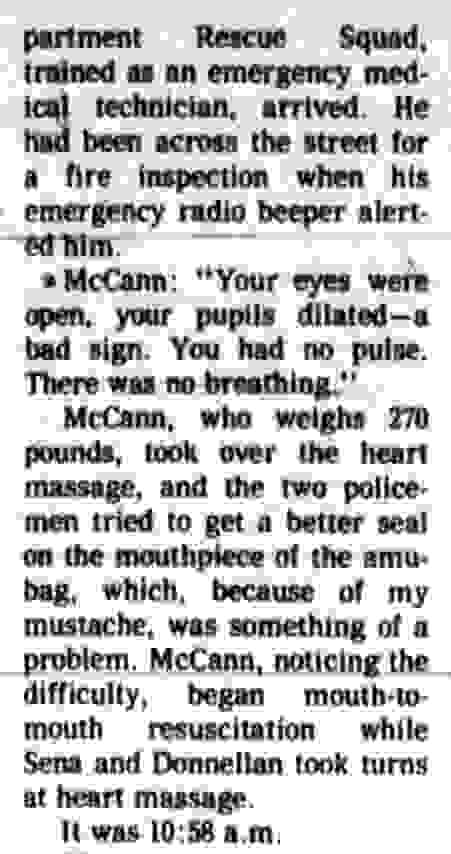 partment Rescue Squad,
trained as an emergency med-
ical technician, arrived. He
had been across the street for
a fire inspection when his
emergency radio beeper alert-
ed him.
McCann: "Your eyes were
open, your pupils dilated—a
bad sign. You had no pulse.
There was no breathing."
McCann, who weighs 270
pounds, took over the heart
massage, and the two police-
men tried to get a better seal
on the mouthpiece of the amu-
bag, which, because of my
mustache, was something of a
problem. McCann, noticing the
difficulty, began mouth-to-
mouth resuscitation while
Sena and Donnellan took turns
at heart massage.
It was 10:58 a.m.